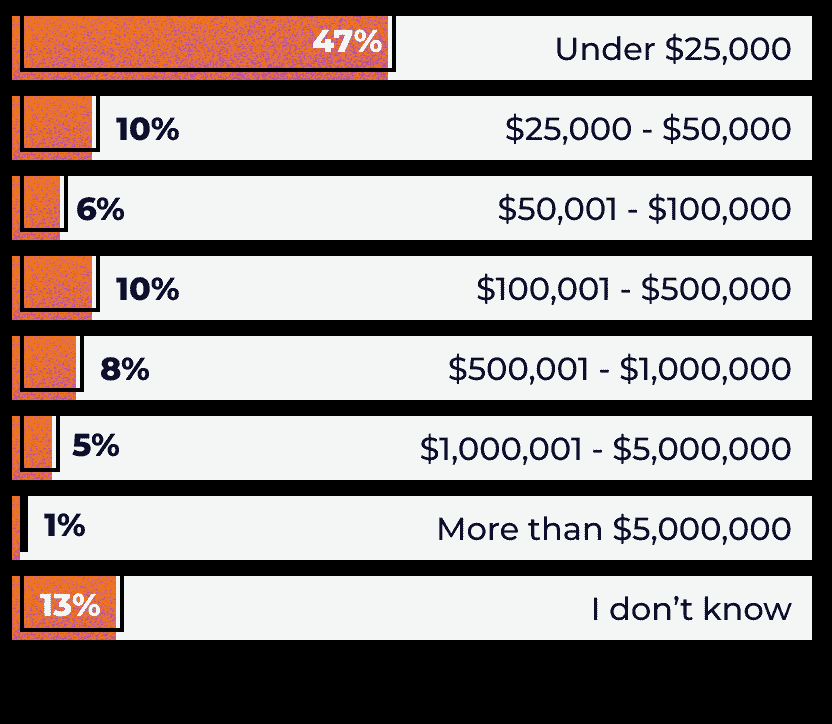 47% Under $25,000
10% $25,000 - $50,000
6% $50,001 - $100,000
10% $100,001 - $500,000
8% $500,001 - $1,000,000
5% $1,000,001 - $5,000,000
1% More than $5,000,000
13% I don’t know